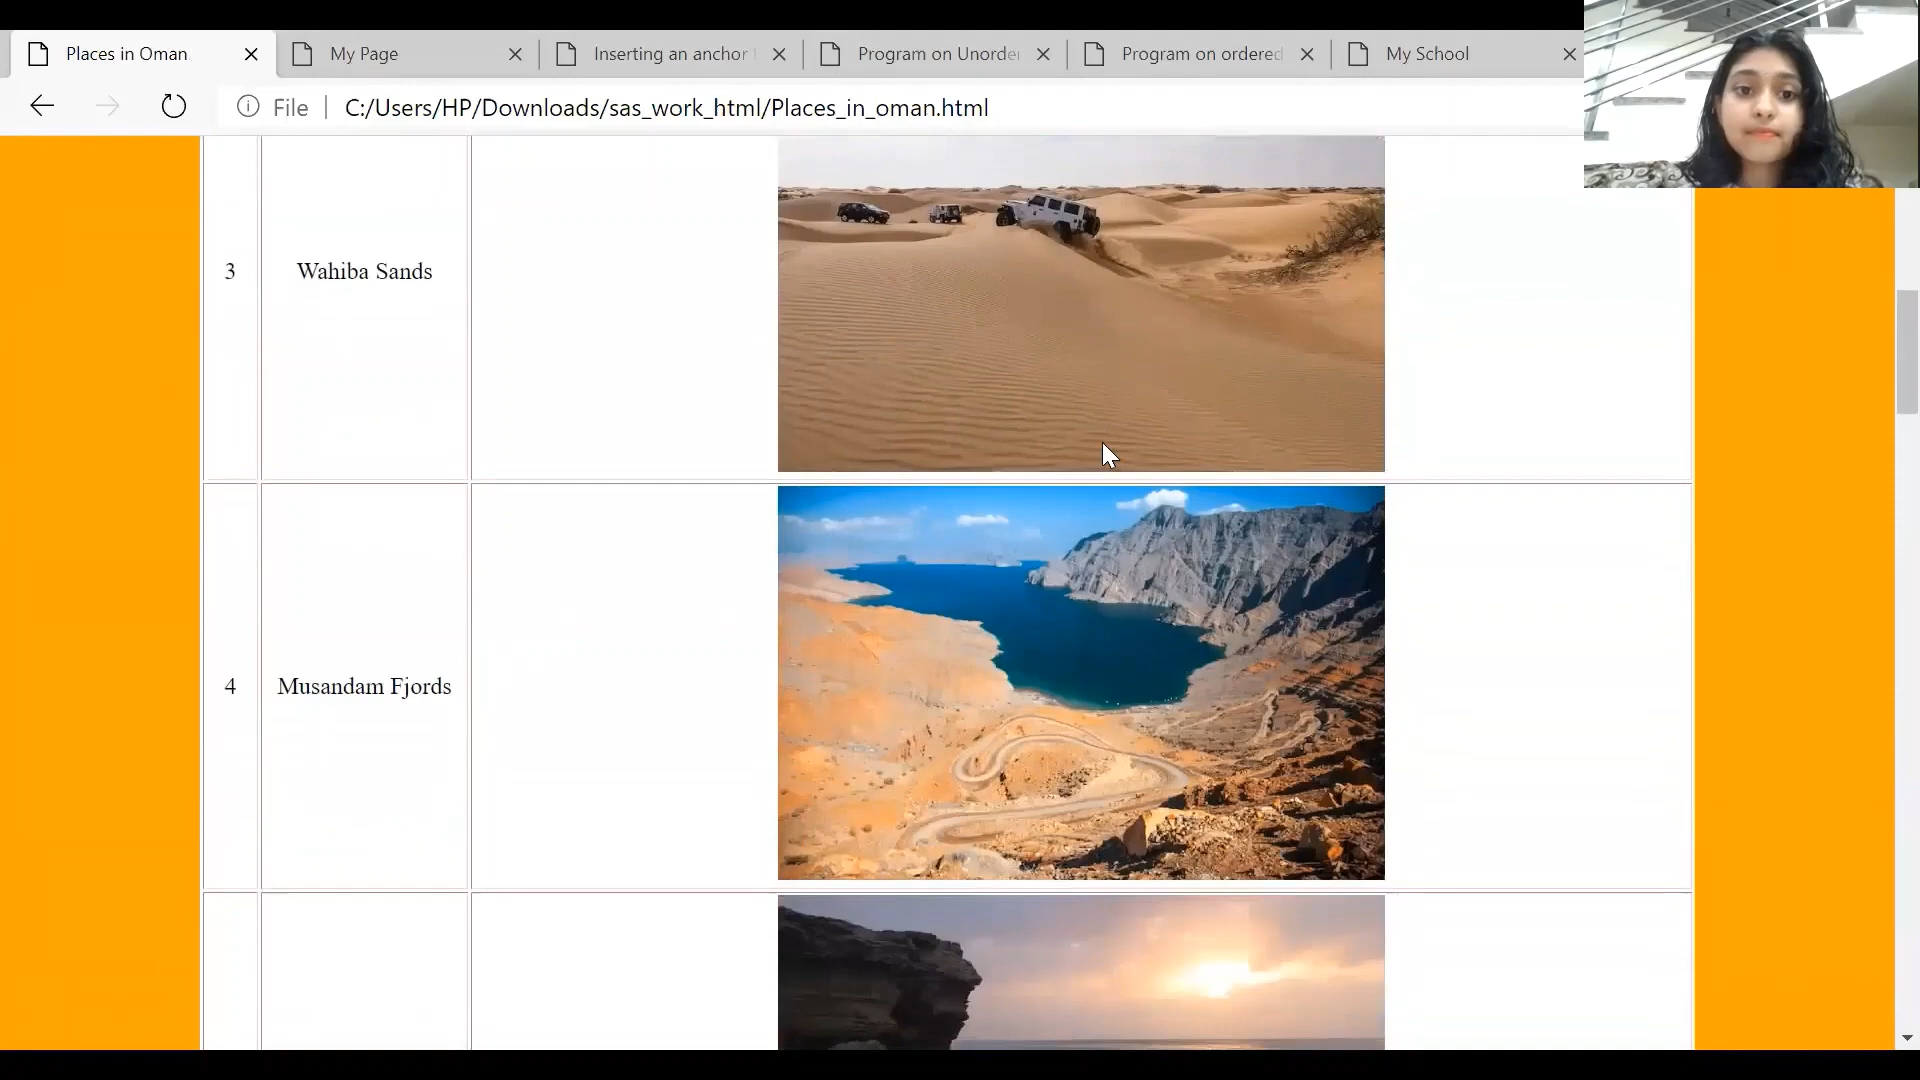 Places in Oman
My Page
Inserting an anchor
Program on Unorde
Program on ordered
My School
File
C:/Users/HP/Downloads/sas_work_html/Places_in_oman.html
3 Wahiba Sands
4 Musandam Fjords